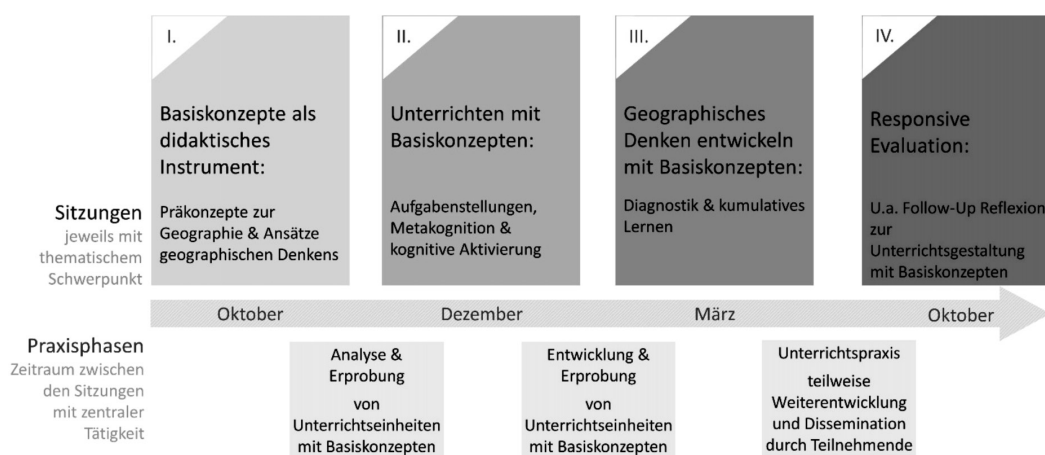 I.
Basiskonzepte als
didaktisches
Instrument:
Präkonzepte zur
Geographie & Ansätze
geographischen Denkens
II.
Unterrichten mit
Basiskonzepten:
Aufgabenstellungen,
Metakognition &
kognitive Aktivierung
III.
Geographisches
Denken entwickeln
mit Basiskonzepten:
Diagnostik & kumulatives
Lernen
IV.
Responsive
Evaluation:
U.a. Follow-Up Reflexion
zur
Unterrichtsgestaltung
mit Basiskonzepten
Sitzungen
jeweils mit
thematischem
Schwerpunkt
Oktober
Dezember
März
Oktober
Praxisphasen
Zeitraum zwischen
den Sitzungen
mit zentraler
Tätigkeit
Analyse &
Erprobung
von
Unterrichtseinheiten
mit Basiskonzepten
Entwicklung &
Erprobung
von
Unterrichtseinheiten
mit Basiskonzepten
Unterrichtspraxis
teilweise
Weiterentwicklung
und Dissemination
durch Teilnehmende